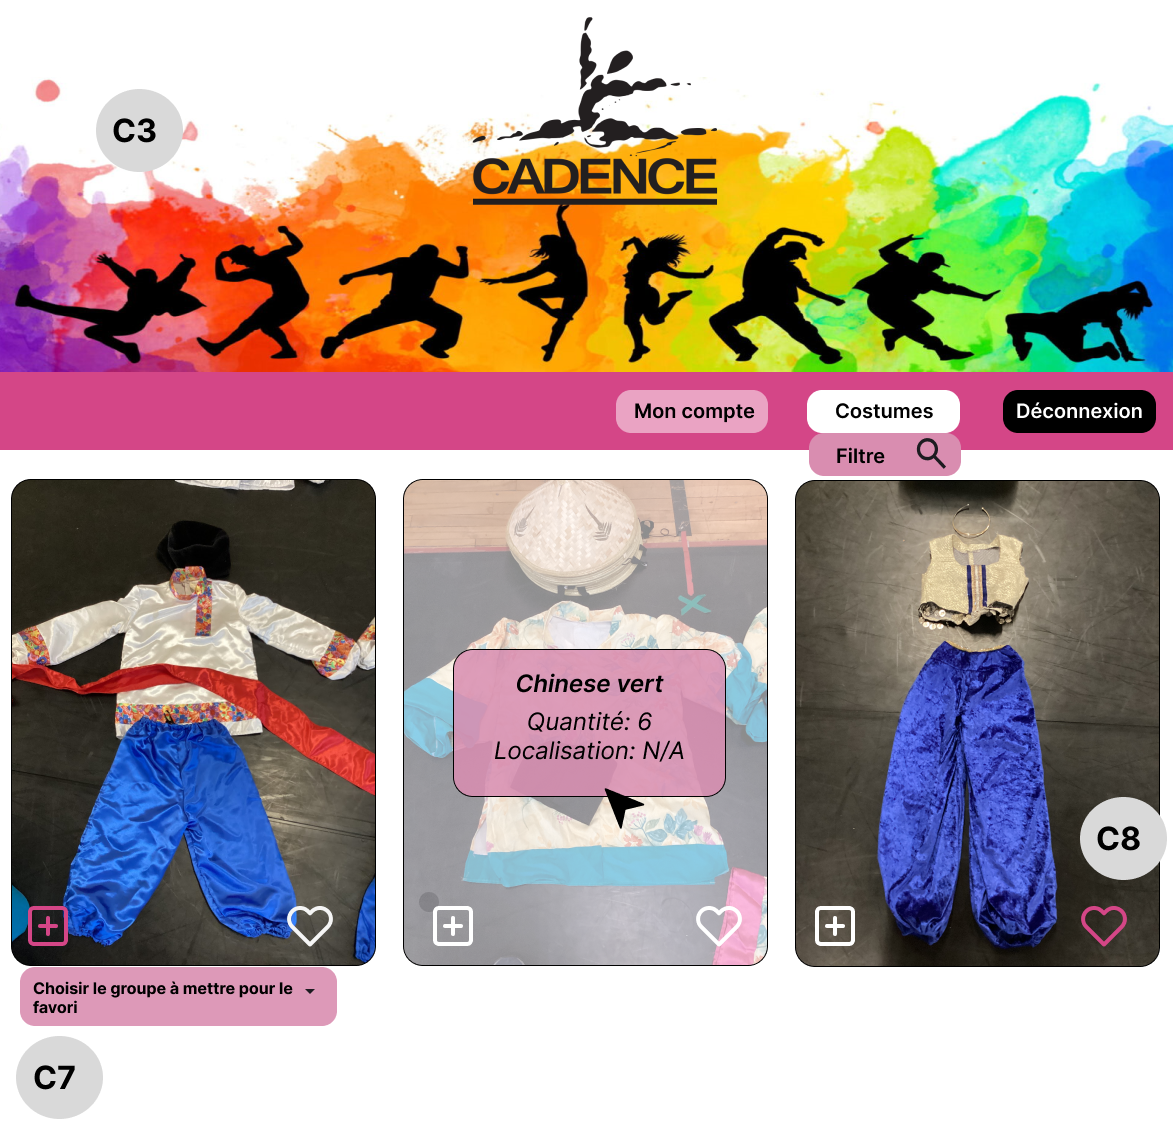 C3
CADENCE
Mon compte
Costumes
Déconnexion
Filtre
Chinese vert
Quantité: 6
Localisation: N/A
C8
Choisir le groupe à mettre pour le
favori
C7